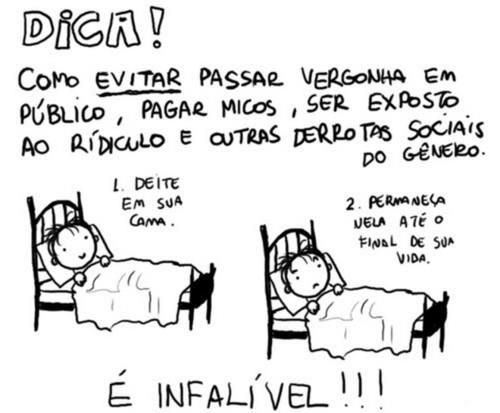 DICA!
COMO EVITAR PASSAR VERGONHA EM
PÚBLICO, PAGAR MICOS, SER EXPOSTO
AO RÍDICULO E OUTRAS DERROTAS SOCIAIS
DO GÊNERO.
1. DEITE
EM SUA
CAMA.
2. PERMANEÇA
NELA ATÉ O
FINAL DE SUA
VIDA.
É INFALÍVEL!!!